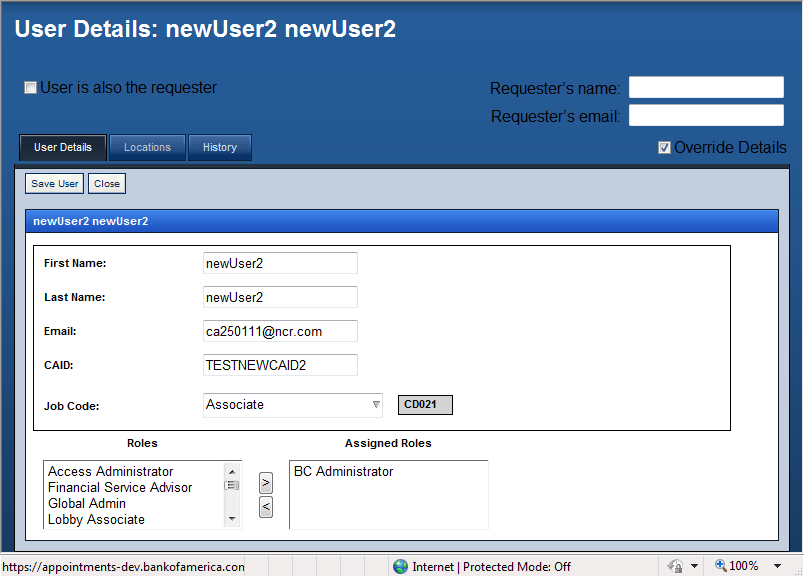 User Details: newUser2 newUser2
User is also the requester
Requester's name:
Requester's email:
User Details Locations History
Override Details
Save User Close
newUser2 newUser2
First Name: newUser2
Last Name: newUser2
Email: ca250111@ncr.com
CAID: TESTNEWCAID2
Job Code: Associate CD021
Roles Assigned Roles
Access Administrator
Financial Service Advisor
Global Admin
Lobby Associate
>
<
BC Administrator
https://appointments-dev.bankofamerica.con Internet | Protected Mode: Off 100%